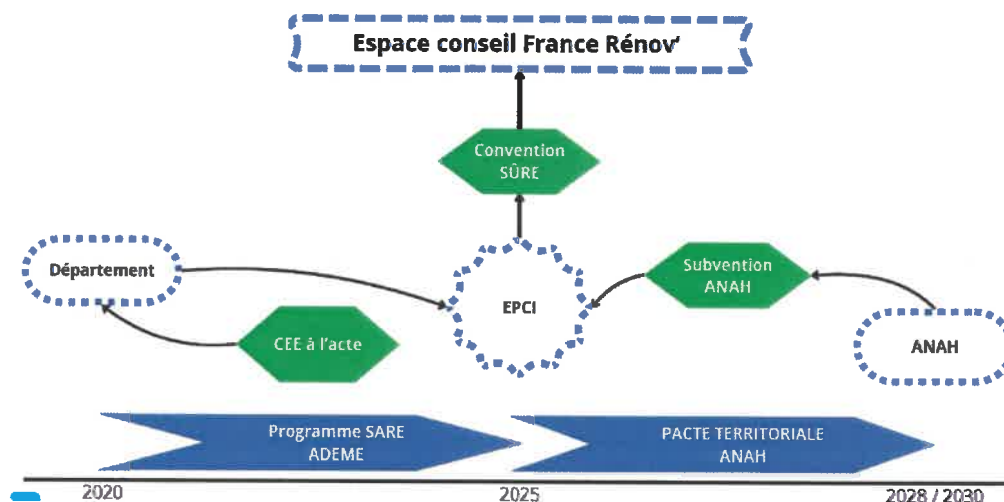 Espace conseil France Rénov'
Convention
SÛRE
Département
EPCI
Subvention
ANAH
CEE à l'acte
ANAH
Programme SARE
ADEME
PACTE TERRITORIALE
ANAH
2020
2025
2028 / 2030